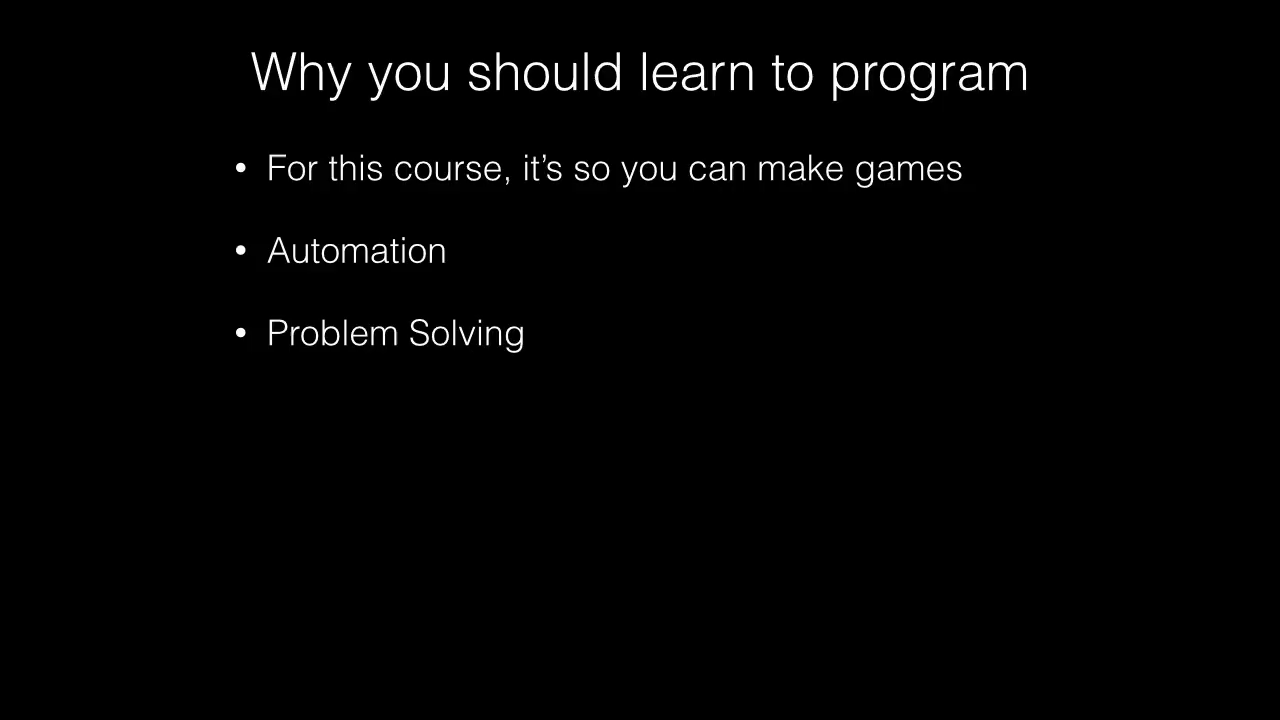 Why you should learn to program
• For this course, it’s so you can make games
• Automation
• Problem Solving